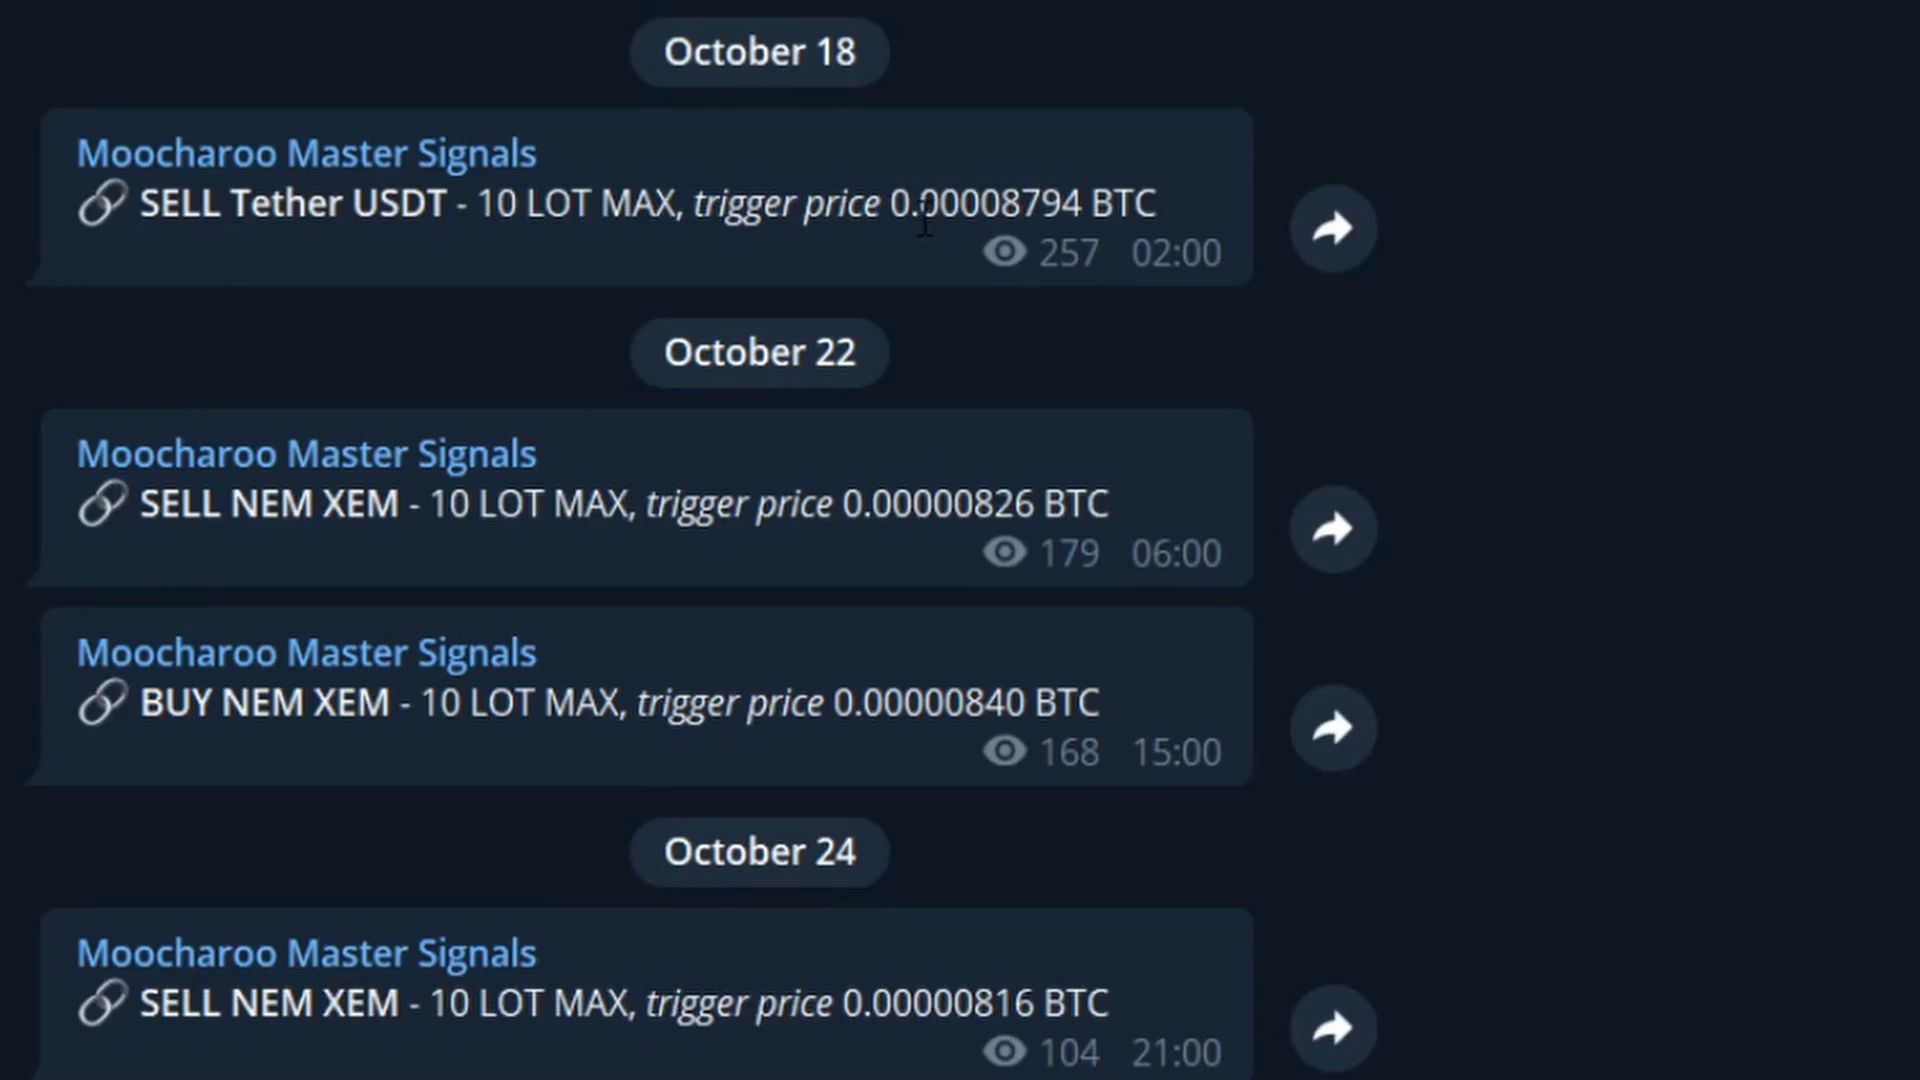 October 18
Moocharoo Master Signals
SELL Tether USDT - 10 LOT MAX, trigger price 0.00008794 BTC
257 02:00
October 22
Moocharoo Master Signals
SELL NEM XEM - 10 LOT MAX, trigger price 0.00000826 BTC
179 06:00
Moocharoo Master Signals
BUY NEM XEM - 10 LOT MAX, trigger price 0.00000840 BTC
168 15:00
October 24
Moocharoo Master Signals
SELL NEM XEM - 10 LOT MAX, trigger price 0.00000816 BTC
104 21:00